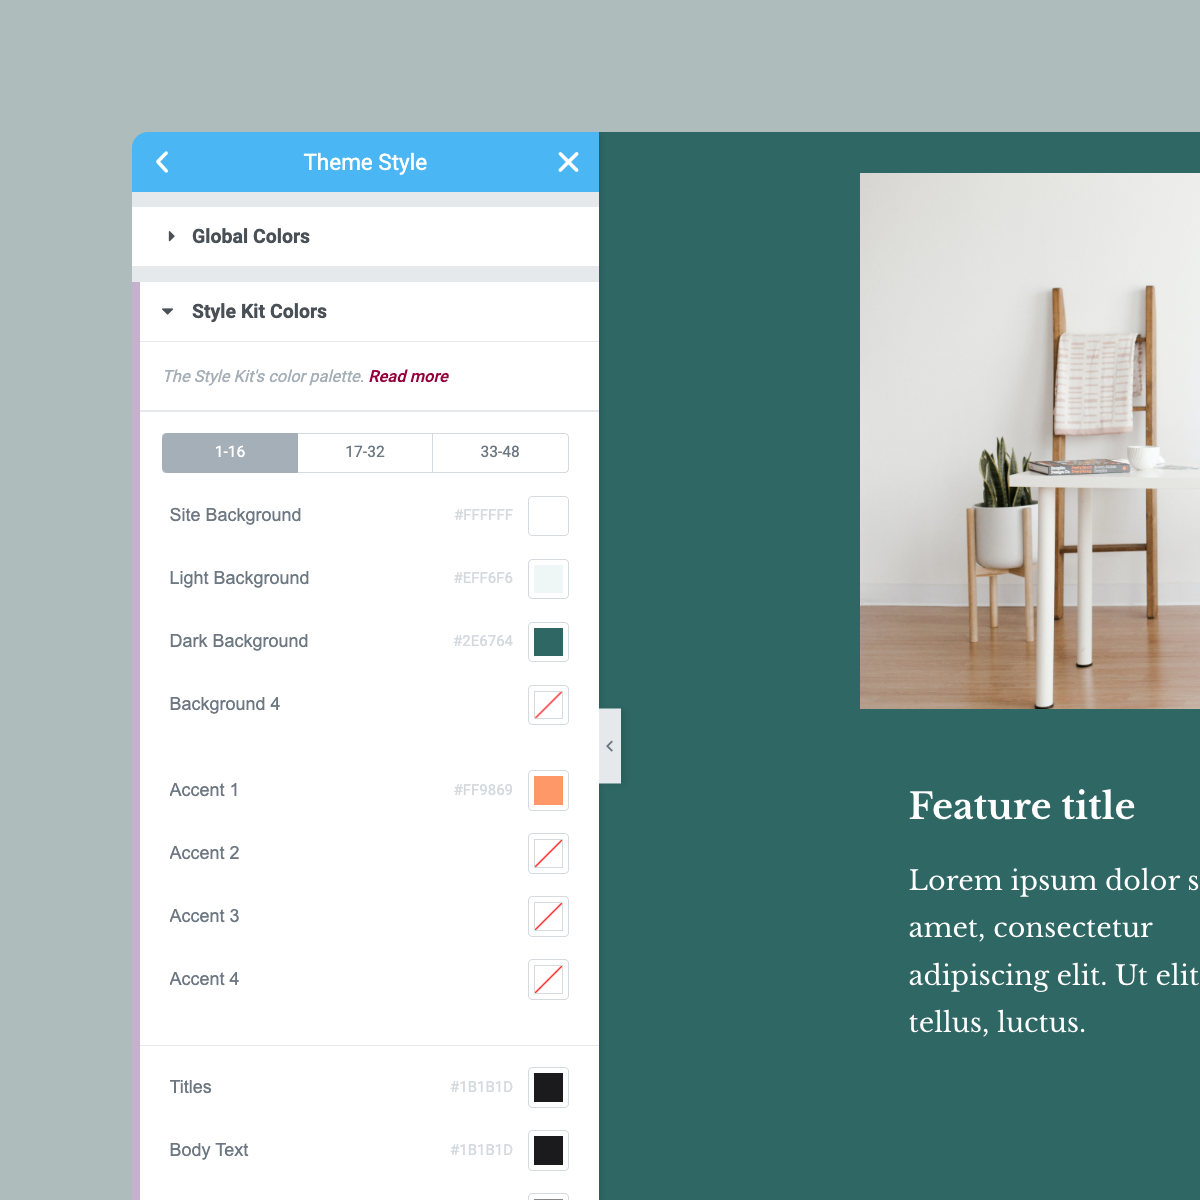 Theme Style
Global Colors
Style Kit Colors
The Style Kit's color palette. Read more
1-16 17-32 33-48
Site Background #FFFFFF
Light Background #EFF6F6
Dark Background #2E6764
Background 4
Accent 1 #FF9869
Accent 2
Accent 3
Accent 4
Titles #1B1B1D
Body Text #1B1B1D
Feature title
Lorem ipsum dolor s
amet, consectetur
adipiscing elit. Ut elit
tellus, luctus.